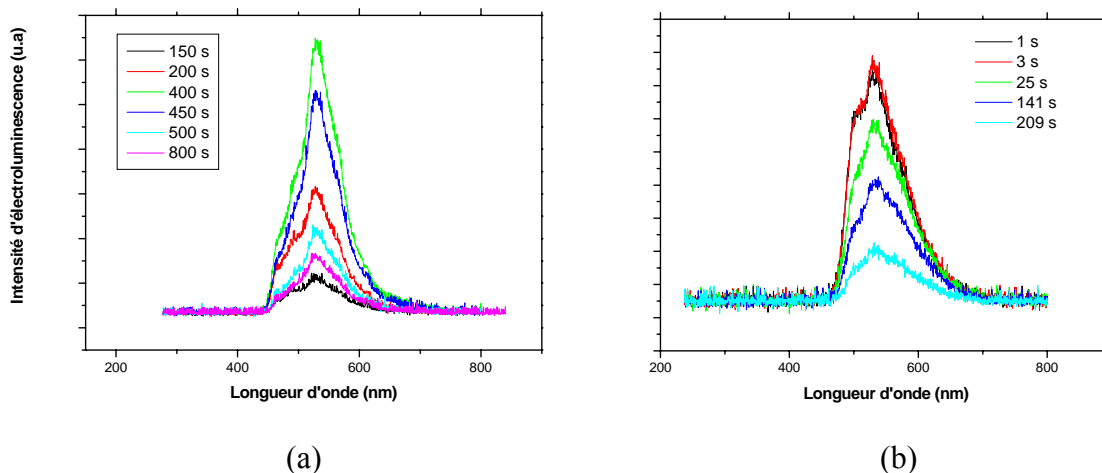 Intensité d'électroluminescence (u.a)
150 s
200 s
400 s
450 s
500 s
800 s
200
400
600
800
Longueur d'onde (nm)
(a)
1 s
3 s
25 s
141 s
209 s
200
400
600
800
Longueur d'onde (nm)
(b)